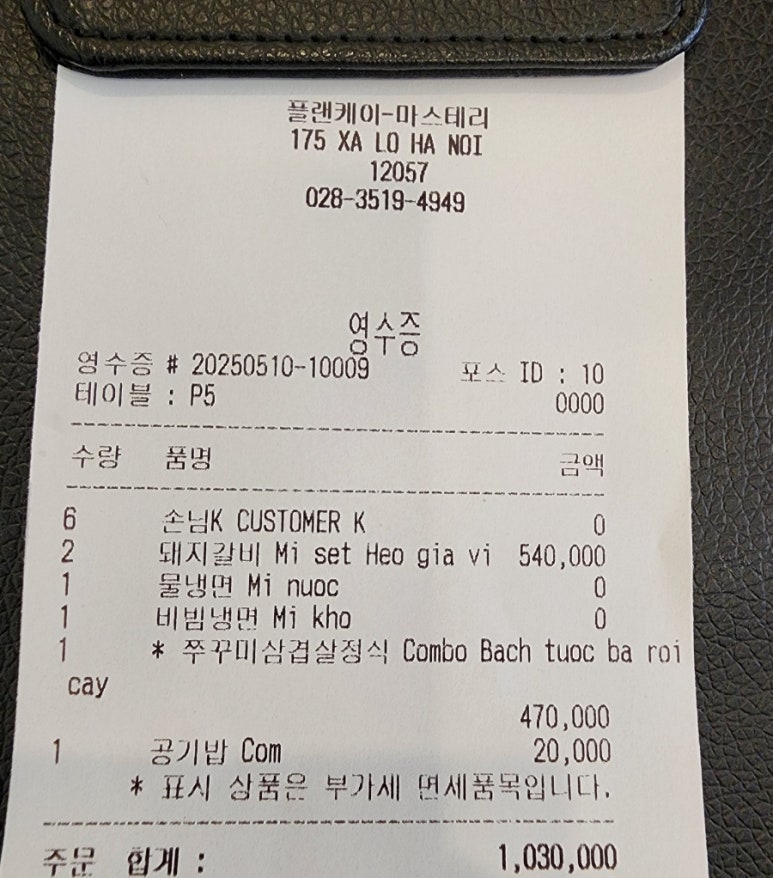 플랜케이-마스테리
175 XA LO HA NOI
12057
028-3519-4949
영수증
영수증 # 20250510-10009 포스 ID : 10
테이블 : P5 0000
수량 품명 금액
6 손님K CUSTOMER K 0
2 돼지갈비 Mi set Heo gia vi 540,000
1 물냉면 Mi nuoc 0
1 비빔냉면 Mi kho 0
1 * 쭈꾸미삼겹살정식 Combo Bach tuoc ba roi
cay
470,000
1 공기밥 Com 20,000
* 표시 상품은 부가세 면세품목입니다.
주문 합계 : 1,030,000